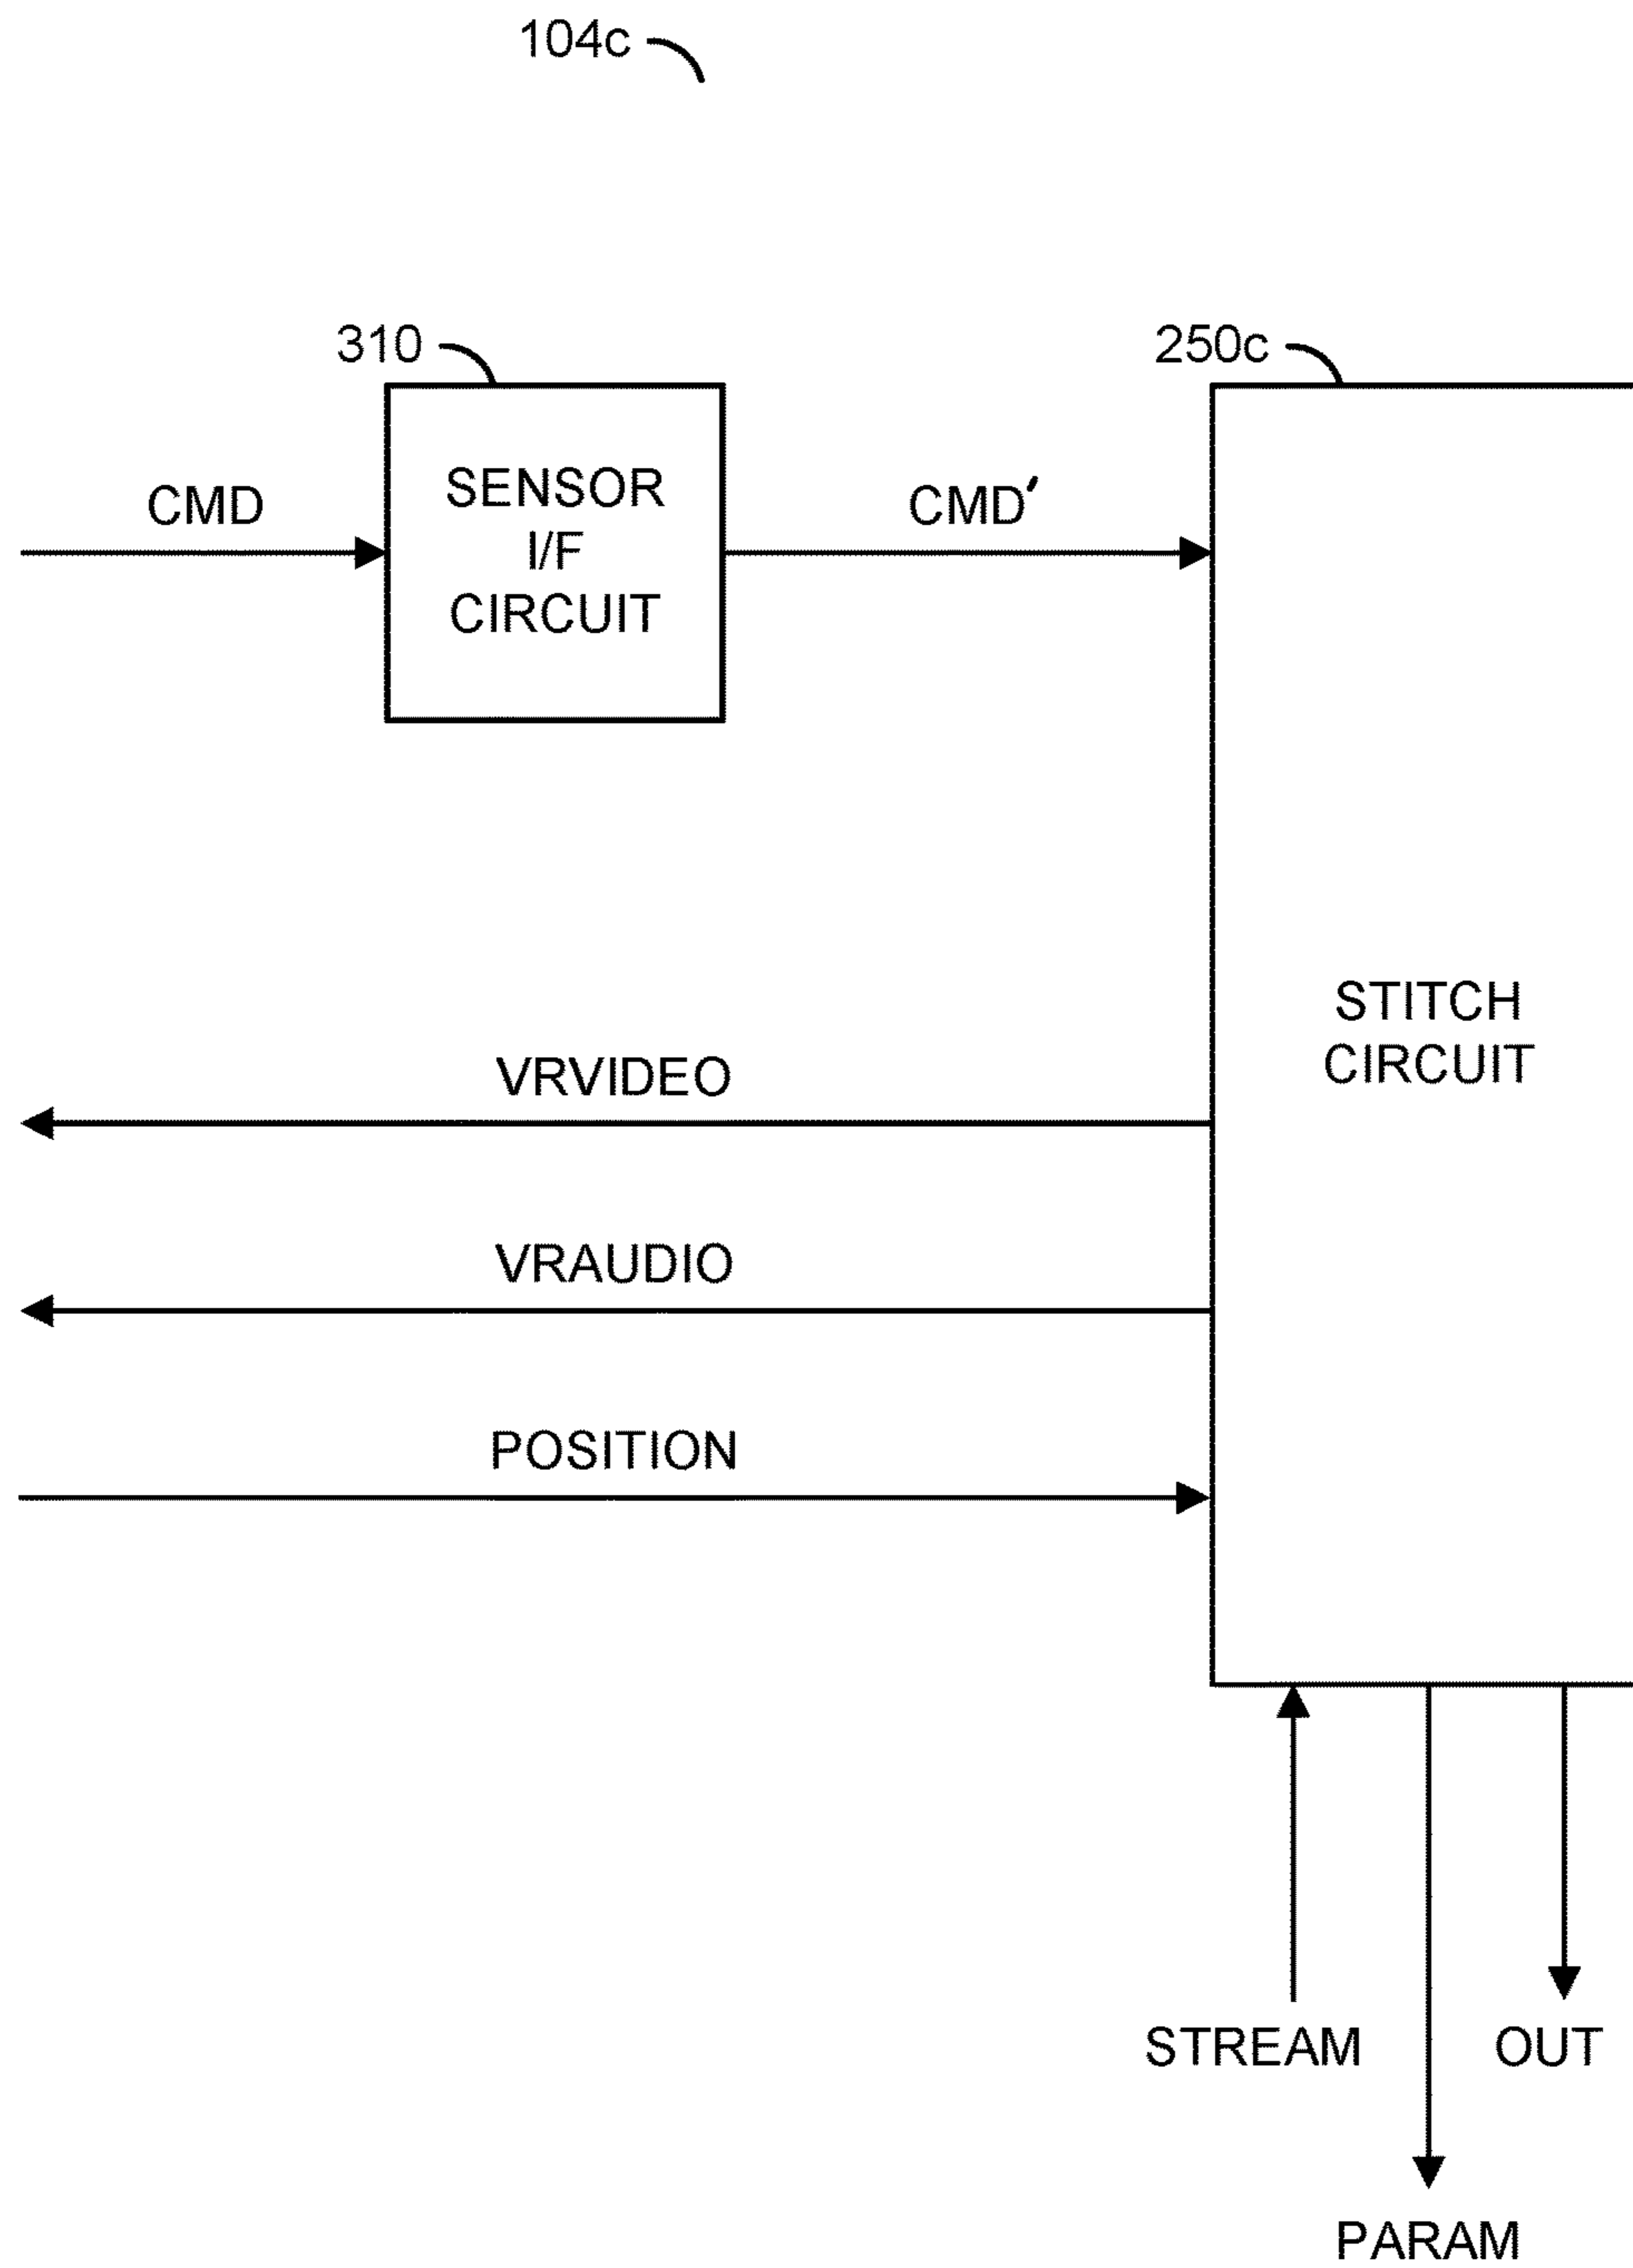 104c
310
250c
CMD
SENSOR
I/F
CIRCUIT
CMD'
STITCH
CIRCUIT
VRVIDEO
VRAUDIO
POSITION
STREAM
OUT
PARAM